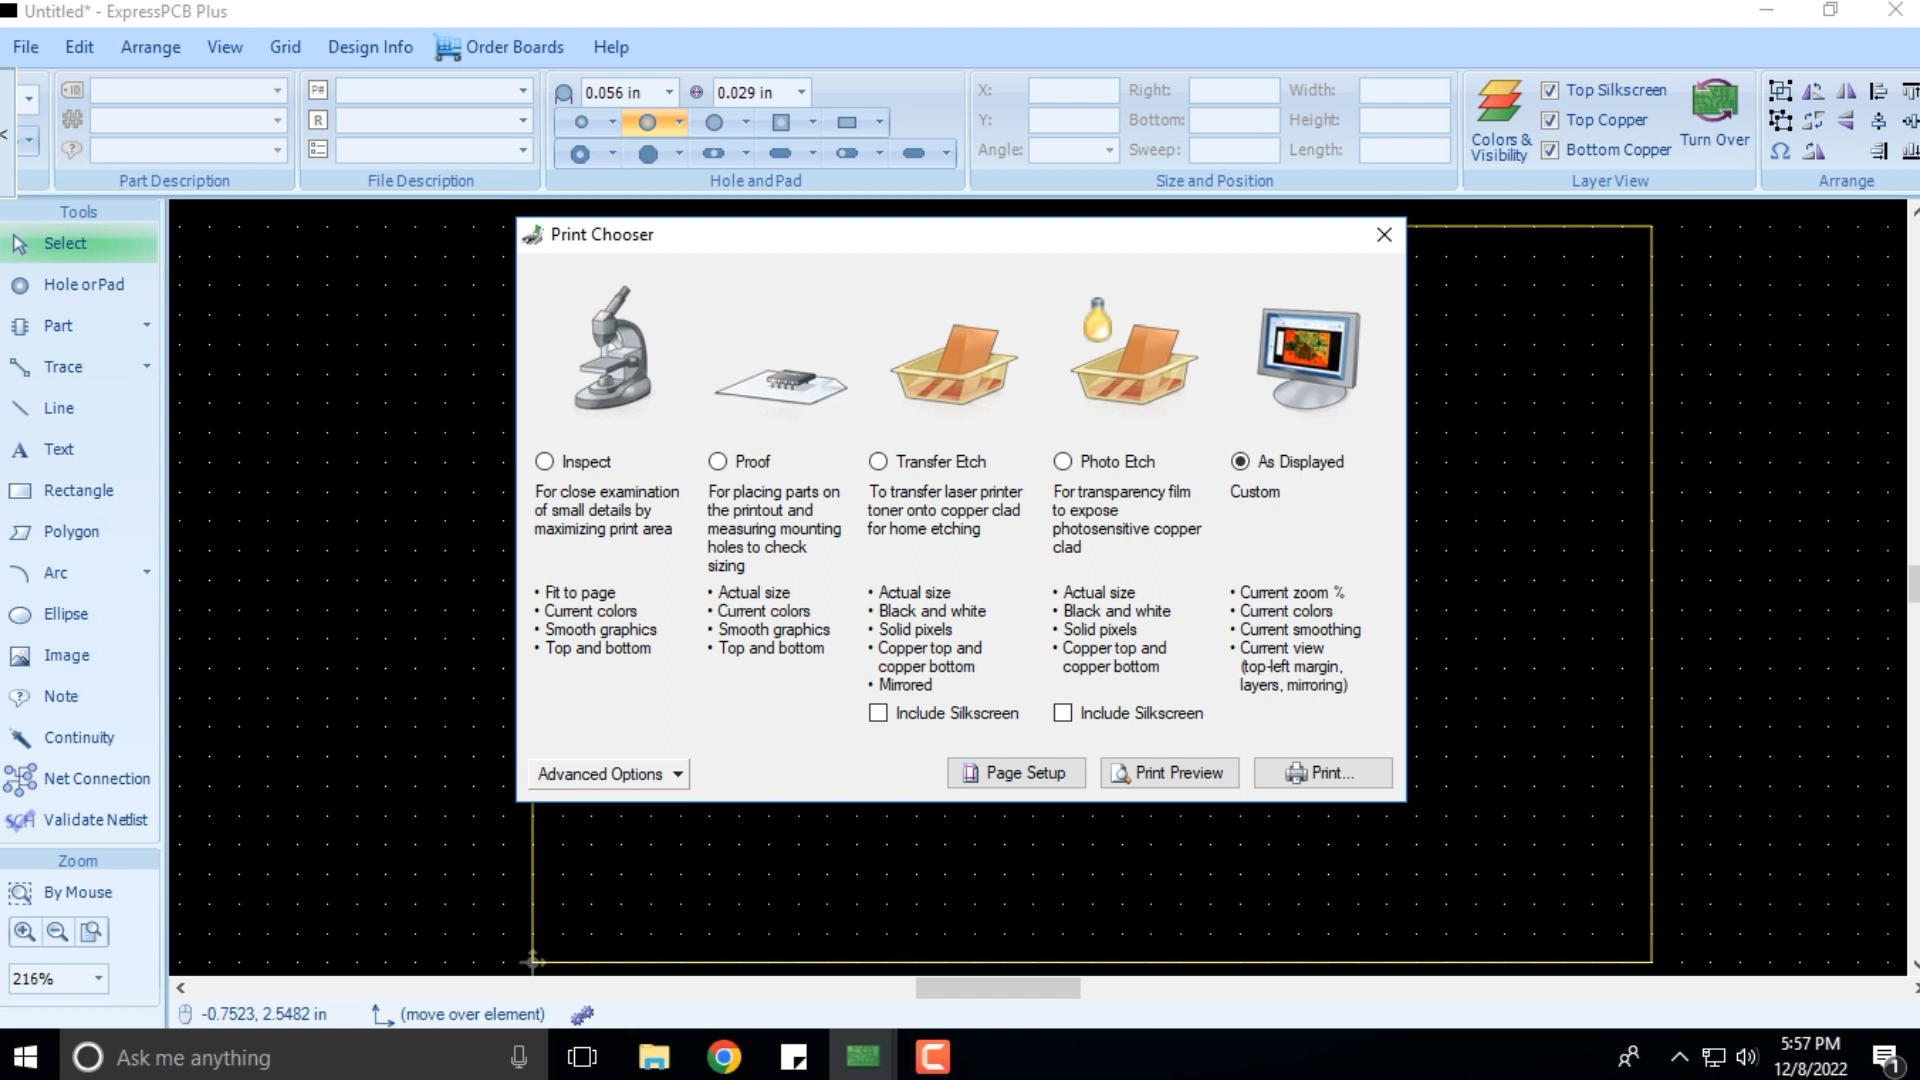 Untitled* - ExpressPCB Plus
File Edit Arrange View Grid Design Info Order Boards Help
0.056 in 0.029 in
X: Right: Width:
Y: Bottom: Height:
Angle: Sweep: Length:
Colors & Visibility
Top Silkscreen
Top Copper
Bottom Copper
Turn Over
Part Description File Description Hole and Pad Size and Position Layer View Arrange
Tools
Select
Hole or Pad
Part
Trace
Line
Text
Rectangle
Polygon
Arc
Ellipse
Image
Note
Continuity
Net Connection
Validate Netlist
Zoom
By Mouse
216%
Print Chooser
Inspect
For close examination
of small details by
maximizing print area
• Fit to page
• Current colors
• Smooth graphics
• Top and bottom
Proof
For placing parts on
the printout and
measuring mounting
holes to check
sizing
• Actual size
• Current colors
• Smooth graphics
• Top and bottom
Transfer Etch
To transfer laser printer
toner onto copper clad
for home etching
• Actual size
• Black and white
• Solid pixels
• Copper top and
copper bottom
• Mirrored
Include Silkscreen
Photo Etch
For transparency film
to expose
photosensitive copper
clad
• Actual size
• Black and white
• Solid pixels
• Copper top and
copper bottom
Include Silkscreen
As Displayed
Custom
• Current zoom %
• Current colors
• Current smoothing
• Current view
(top-left margin,
layers, mirroring)
Advanced Options Page Setup Print Preview Print...
-0.7523, 2.5482 in (move over element)
Ask me anything
5:57 PM
12/8/2022
1